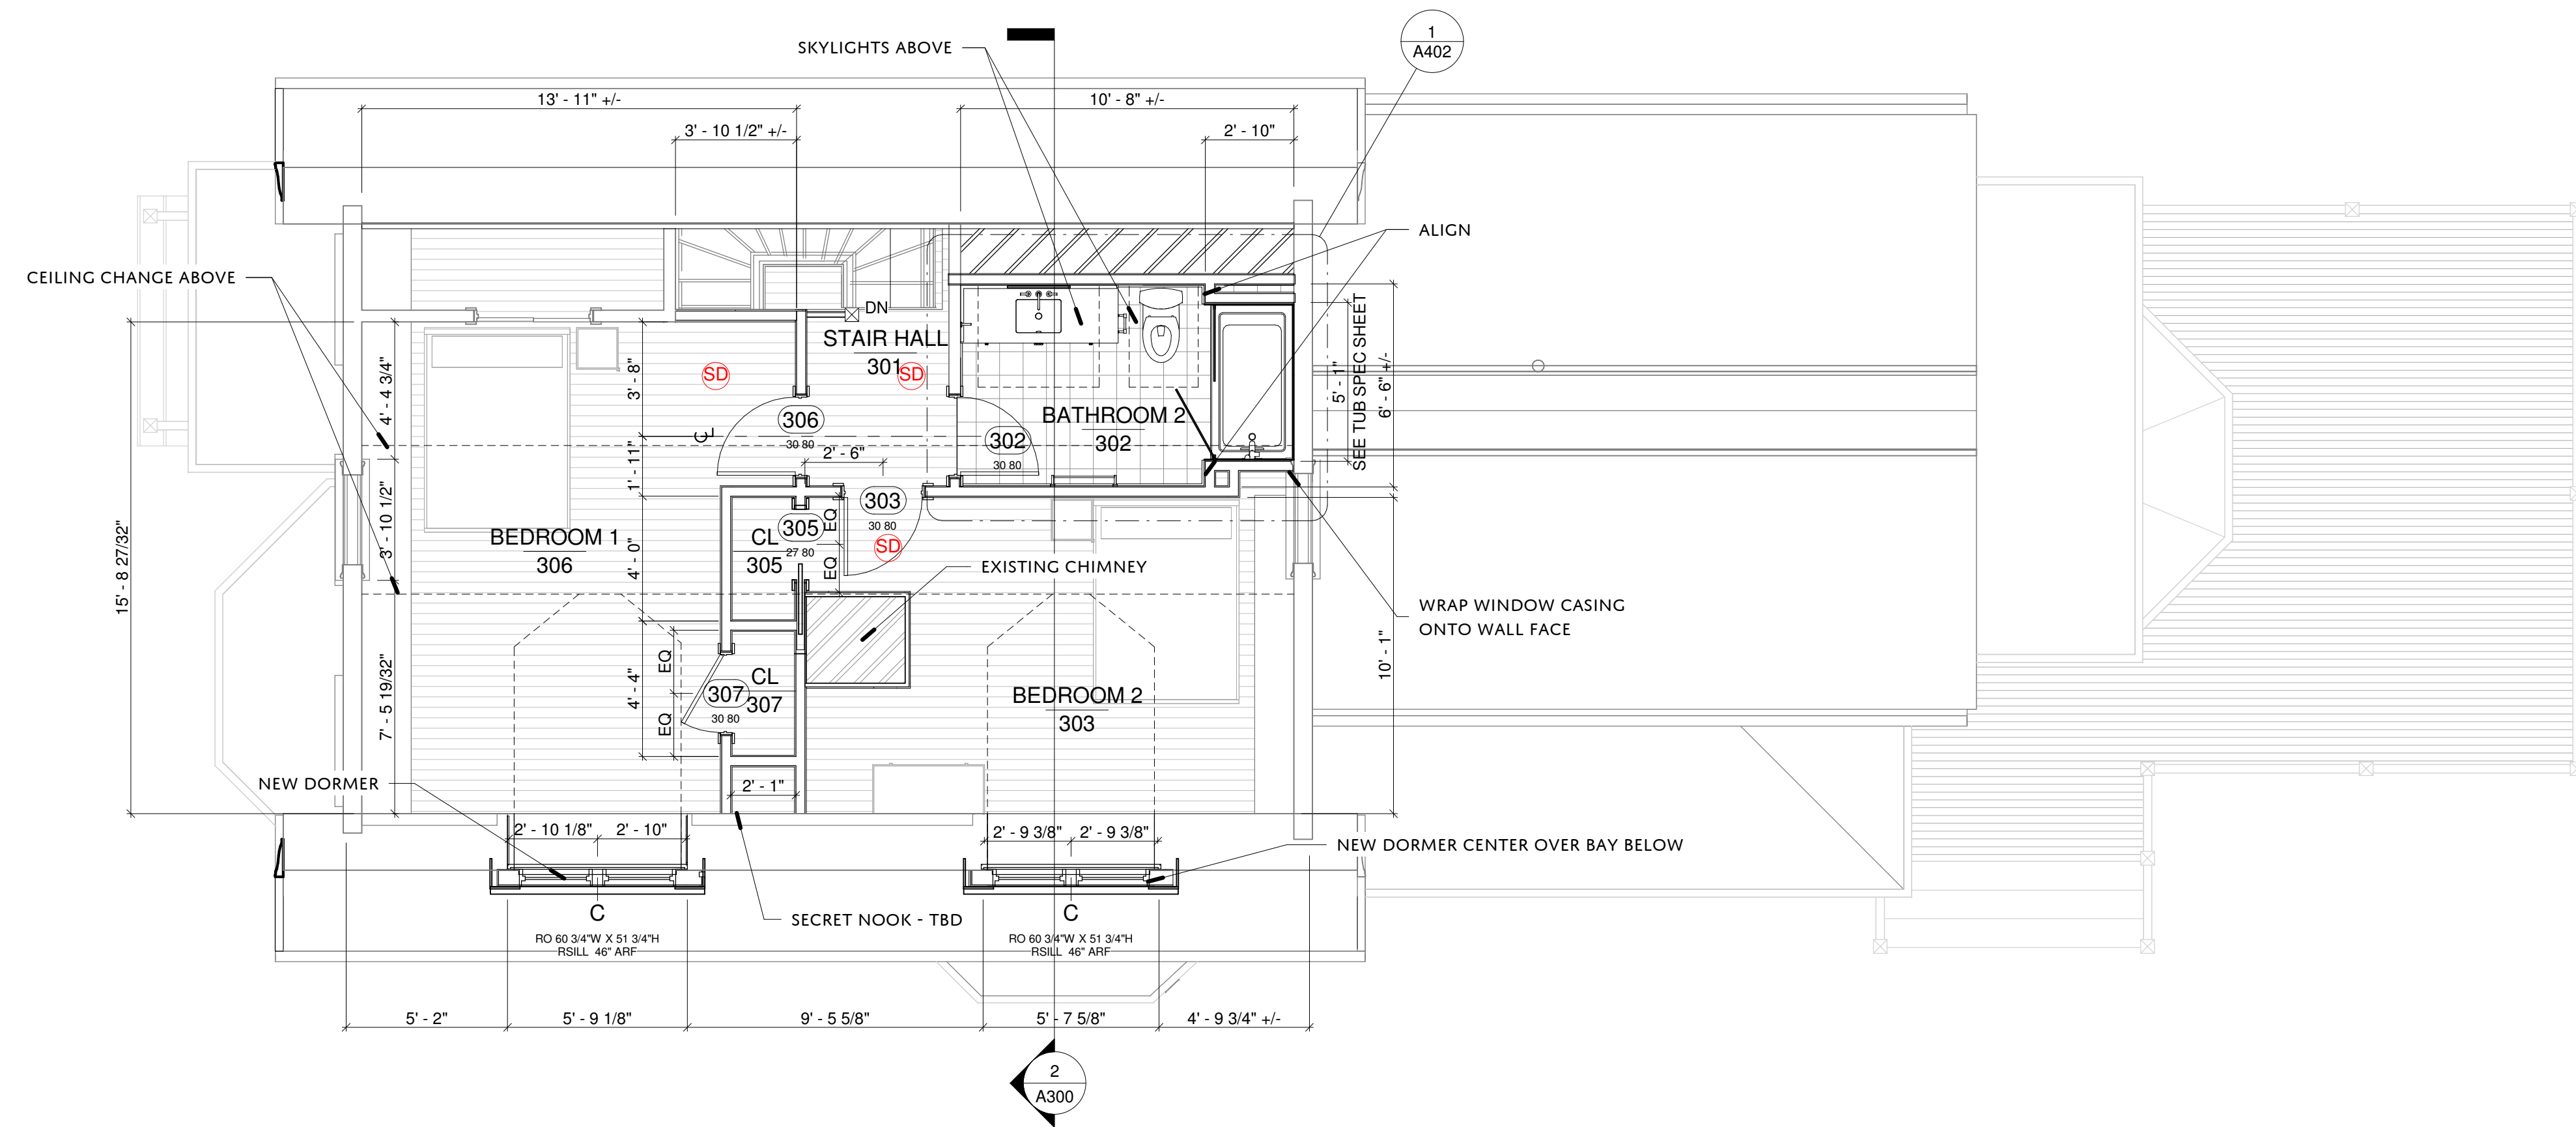 1
A402
SKYLIGHTS ABOVE
13' - 11" +/-
10' - 8" +/-
3' - 10 1/2" +/-
2' - 10"
ALIGN
CEILING CHANGE ABOVE
DN
STAIR HALL
301
SD
SD
4' - 4 3/4"
3' - 8"
5' - 1"
SEE TUB SPEC SHEET
6' - 6" +/-
306
30 80
CL
BATHROOM 2
302
302
30 80
2' - 6"
1' - 11"
3' - 10 1/2"
303
30 80
305
27 80
EQ
EQ
SD
BEDROOM 1
306
CL
305
4' - 0"
15' - 8 27/32"
EXISTING CHIMNEY
WRAP WINDOW CASING
ONTO WALL FACE
10' - 1"
7' - 5 19/32"
4' - 4"
EQ
EQ
CL
307
307
30 80
BEDROOM 2
303
NEW DORMER
2' - 1"
2' - 10 1/8"
2' - 10"
2' - 9 3/8"
2' - 9 3/8"
NEW DORMER CENTER OVER BAY BELOW
C
C
SECRET NOOK - TBD
RO 60 3/4"W X 51 3/4"H
RSILL 46" ARF
RO 60 3/4"W X 51 3/4"H
RSILL 46" ARF
5' - 2"
5' - 9 1/8"
9' - 5 5/8"
5' - 7 5/8"
4' - 9 3/4" +/-
2
A300